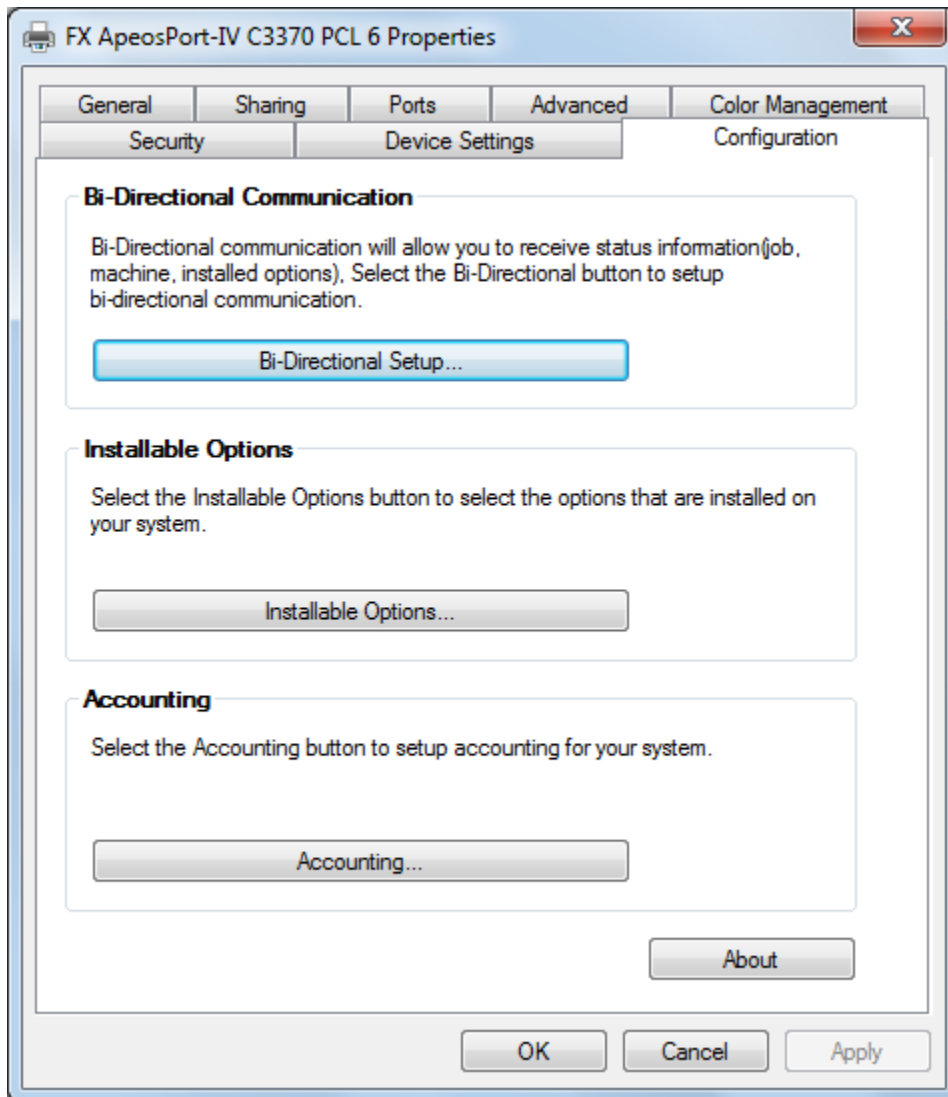 FX ApeosPort-IV C3370 PCL 6 Properties
General Sharing Ports Advanced Color Management
Security Device Settings Configuration
Bi-Directional Communication
Bi-Directional communication will allow you to receive status information(job,
machine, installed options), Select the Bi-Directional button to setup
bi-directional communication.
Bi-Directional Setup...
Installable Options
Select the Installable Options button to select the options that are installed on
your system.
Installable Options...
Accounting
Select the Accounting button to setup accounting for your system.
Accounting...
About
OK Cancel Apply